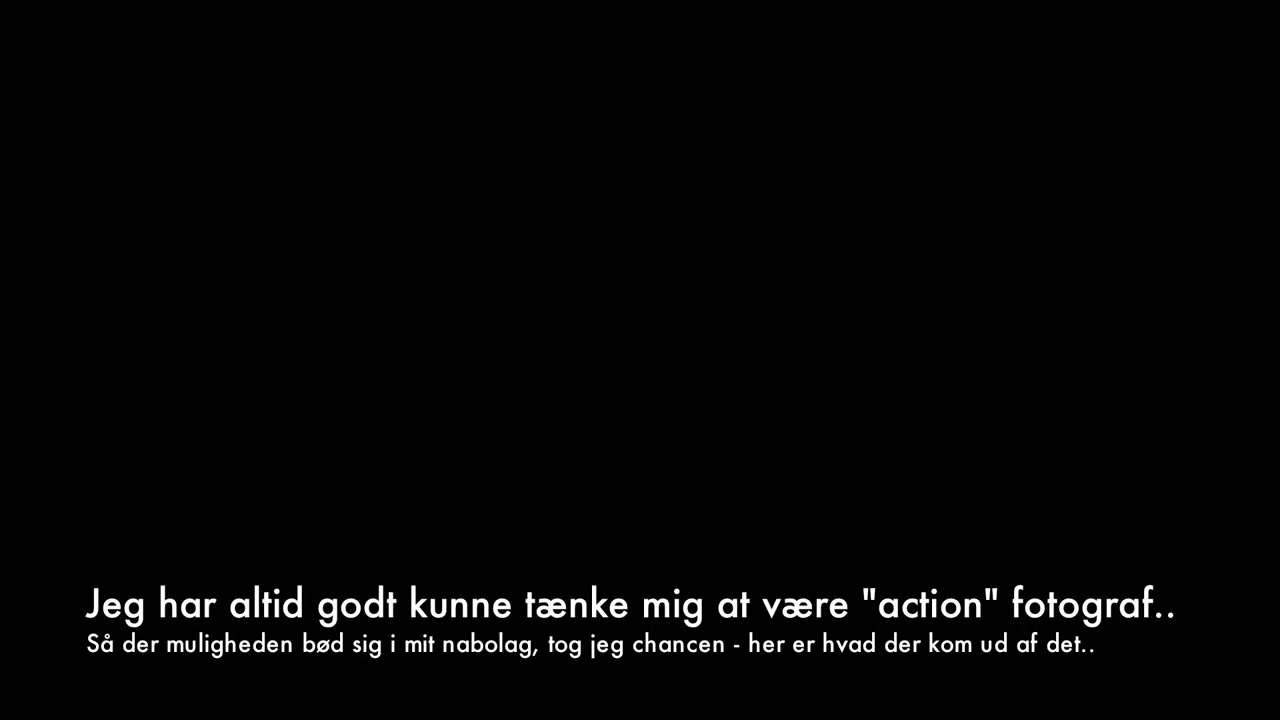 Jeg har altid godt kunne tænke mig at være "action" fotograf..
Så der muligheden bød sig i mit nabolag, tog jeg chancen - her er hvad der kom ud af det..